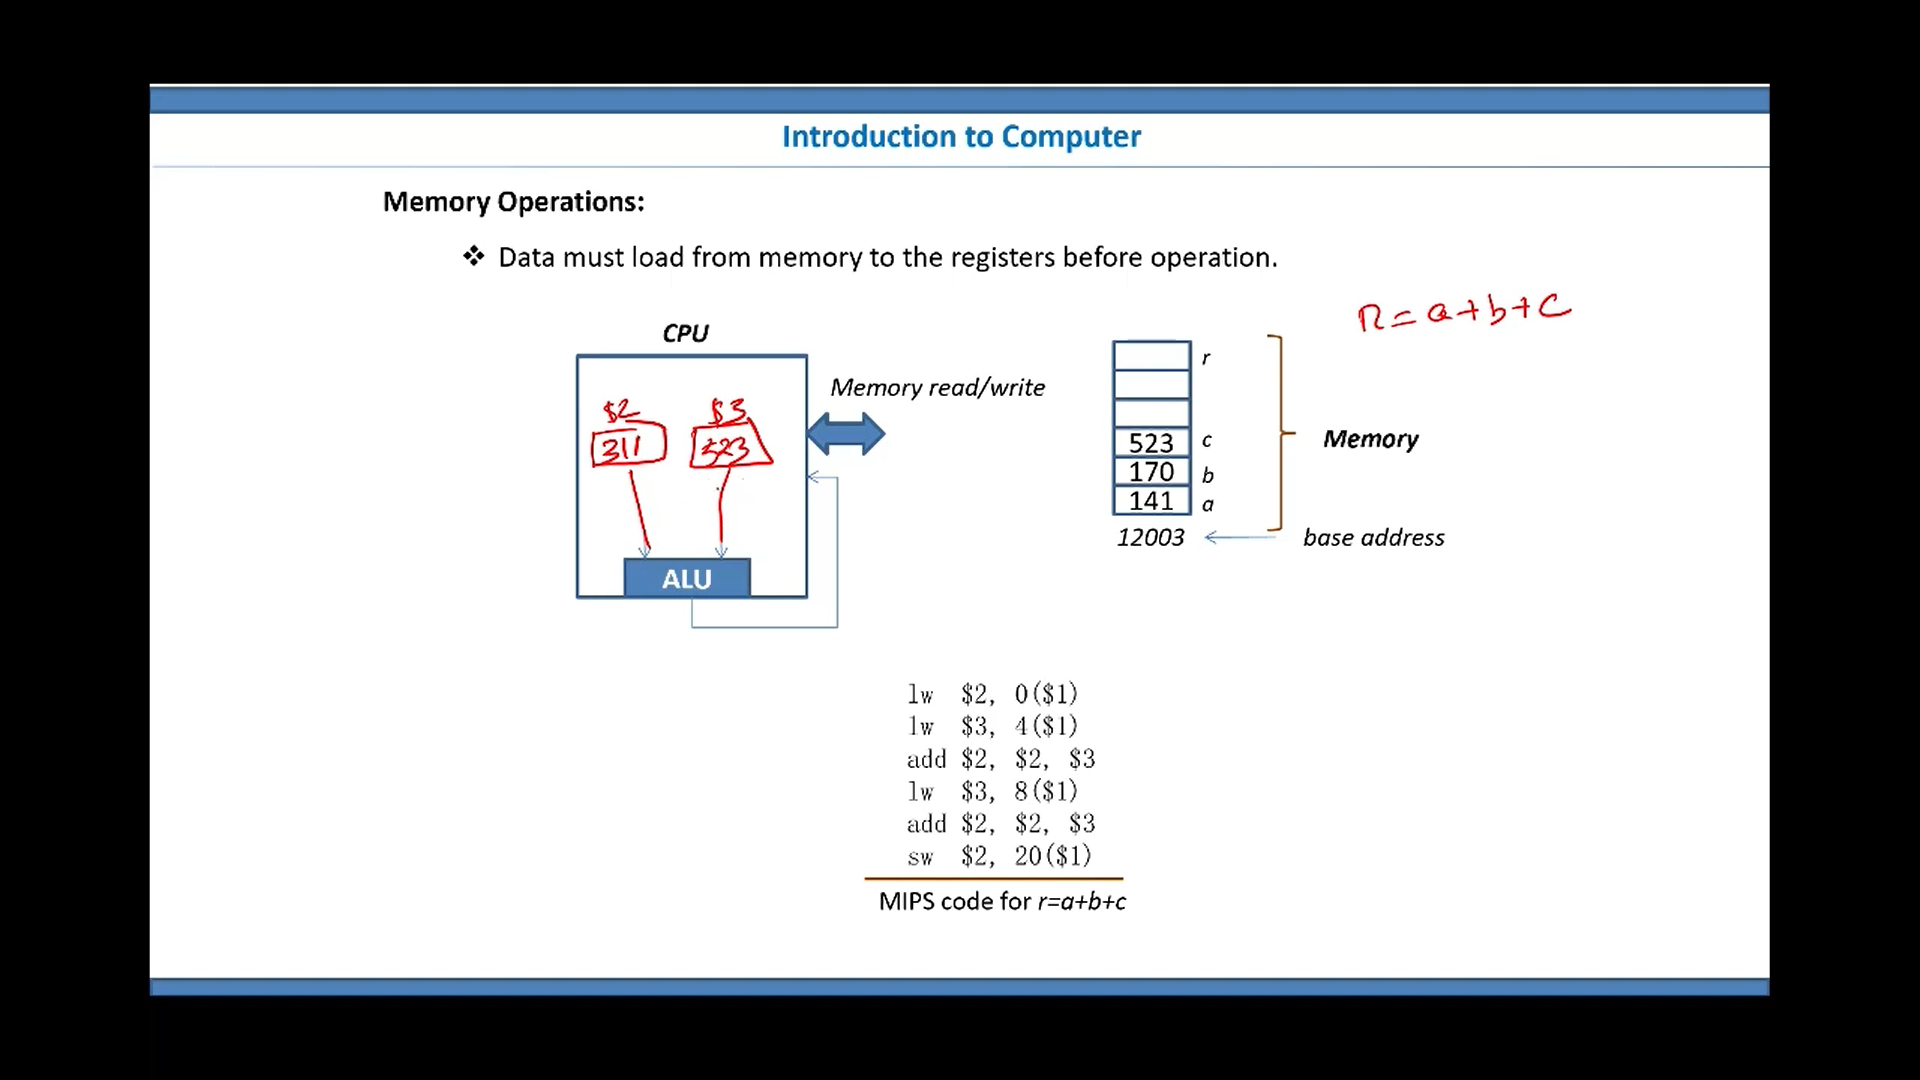 Introduction to Computer
Memory Operations:
❖ Data must load from memory to the registers before operation.
R=a+b+c
CPU
Memory read/write
$2 $3
311 523
ALU
r
523 c
170 b
141 a
12003
Memory
base address
lw $2, 0($1)
lw $3, 4($1)
add $2, $2, $3
lw $3, 8($1)
add $2, $2, $3
sw $2, 20($1)
MIPS code for r=a+b+c